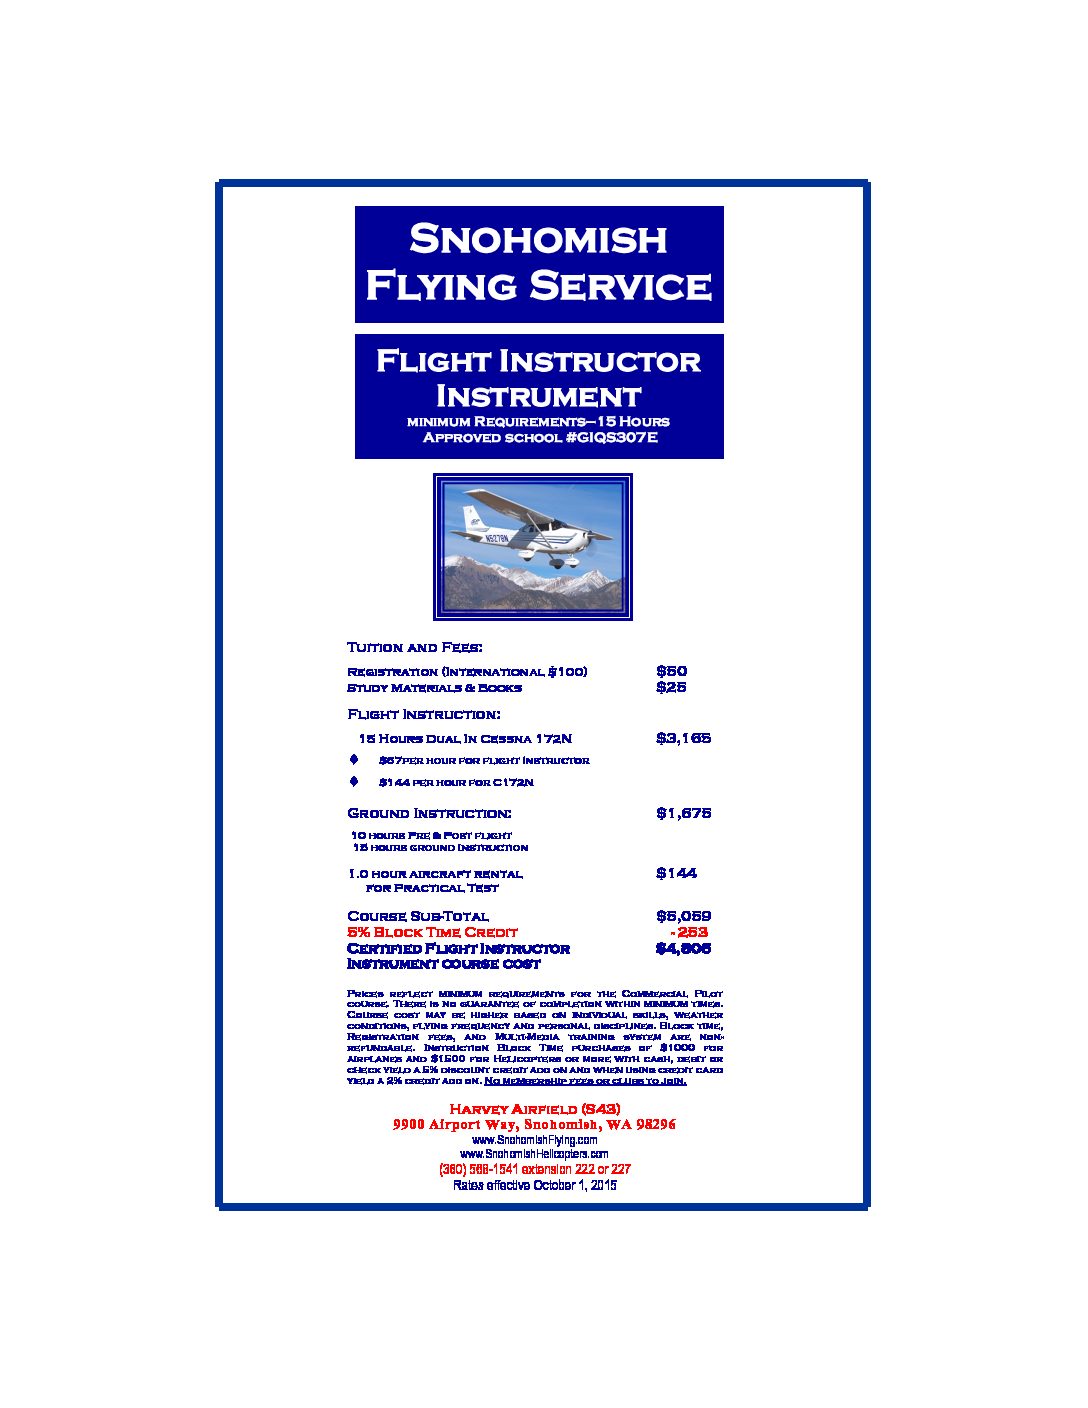 Snohomish
Flying Service
Flight Instructor
Instrument
minimum Requirements–15 Hours
Approved school #GIQS307E
Tuition and Fees:
Registration (International $100) $50
Study Materials & Books $25
Flight Instruction:
15 Hours Dual In Cessna 172N $3,165
♦ $67per hour for flight Instructor
♦ $144 per hour for C172N
Ground Instruction: $1,675
10 hours Pre & Post flight
15 hours ground Instruction
1.0 hour aircraft rental $144
for Practical Test
Course Sub-Total $5,059
5% Block Time Credit -253
Certified Flight Instructor $4,806
Instrument course cost
Prices reflect minimum requirements for the Commercial Pilot
course. There is no guarantee of completion within minimum times.
Course cost may be higher based on individual skills, weather
conditions, flying frequency and personal disciplines. Block time,
Registration fees, and Multi-Media training system are non-
refundable. Instruction Block Time purchases of $1000 for
airplanes and $1500 for Helicopters or more with cash, debit or
check yield a 5% discount credit add on and when using credit card
yield a 2% credit add on. No membership fees or clubs to join.
Harvey Airfield (S43)
9900 Airport Way, Snohomish, WA 98296
www.SnohomishFlying.com
www.SnohomishHelicopters.com
(360) 568-1541 extension 222 or 227
Rates effective October 1, 2015